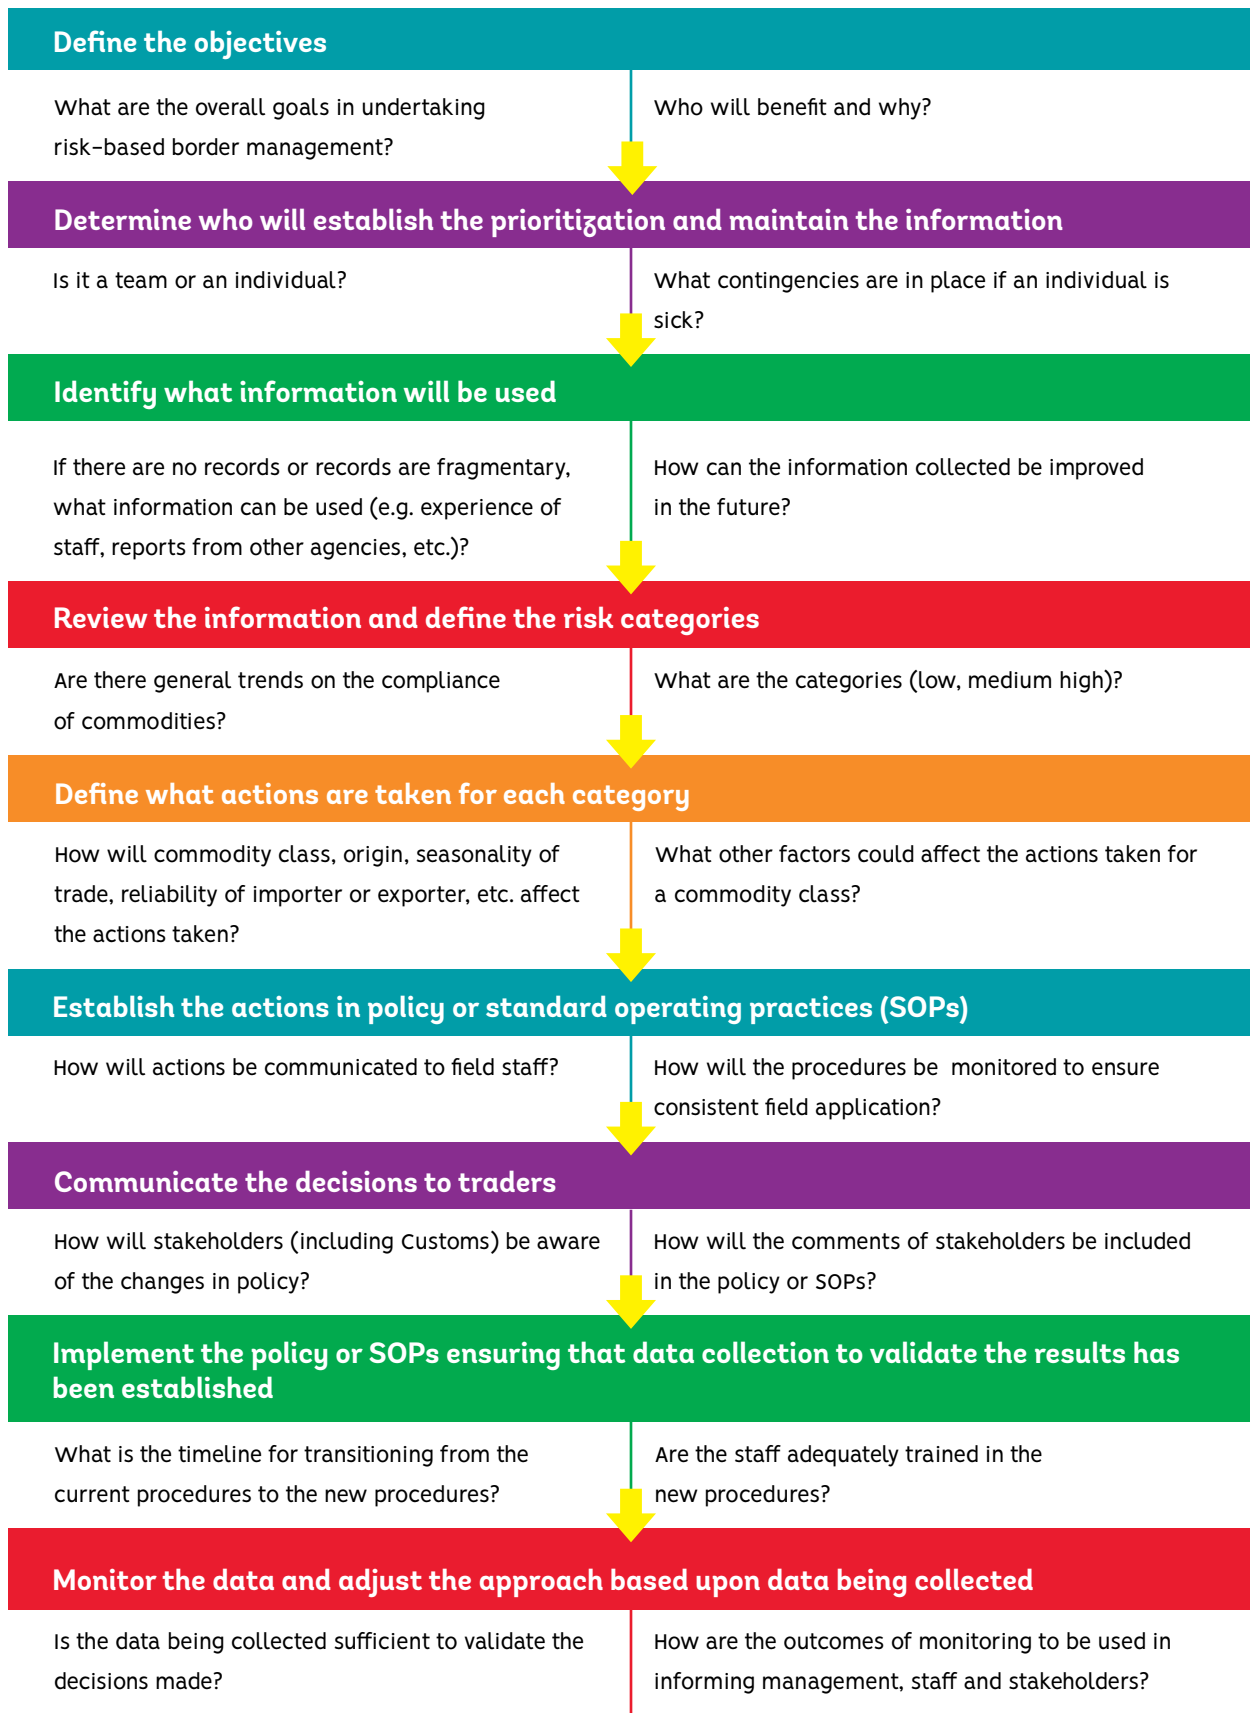 Define the objectives
What are the overall goals in undertaking
risk-based border management?
Who will benefit and why?
Determine who will establish the prioritization and maintain the information
Is it a team or an individual?
What contingencies are in place if an individual is
sick?
Identify what information will be used
If there are no records or records are fragmentary,
what information can be used (e.g. experience of
staff, reports from other agencies, etc.)?
How can the information collected be improved
in the future?
Review the information and define the risk categories
Are there general trends on the compliance
of commodities?
What are the categories (low, medium high)?
Define what actions are taken for each category
How will commodity class, origin, seasonality of
trade, reliability of importer or exporter, etc. affect
the actions taken?
What other factors could affect the actions taken for
a commodity class?
Establish the actions in policy or standard operating practices (SOPs)
How will actions be communicated to field staff?
How will the procedures be  monitored to ensure
consistent field application?
Communicate the decisions to traders
How will stakeholders (including Customs) be aware
of the changes in policy?
How will the comments of stakeholders be included
in the policy or SOPs?
Implement the policy or SOPs ensuring that data collection to validate the results has
been established
What is the timeline for transitioning from the
current procedures to the new procedures?
Are the staff adequately trained in the
new procedures?
Monitor the data and adjust the approach based upon data being collected
Is the data being collected sufficient to validate the
decisions made?
How are the outcomes of monitoring to be used in
informing management, staff and stakeholders?